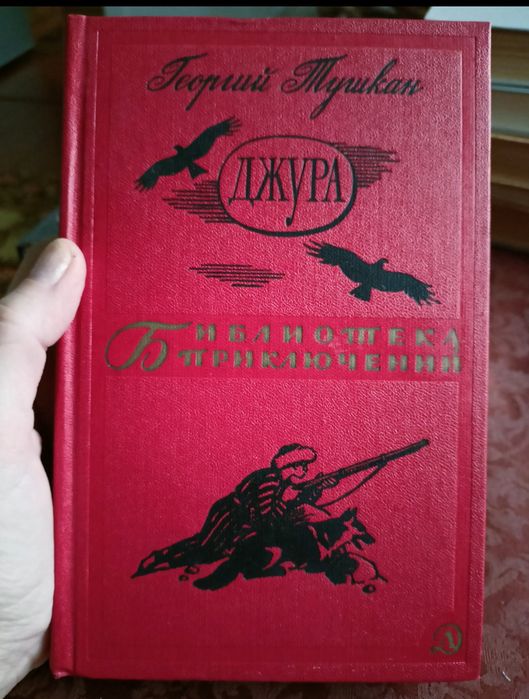 Георгий Тушкан
ДЖУРА
БИБЛИОТЕКА
ПРИКЛЮЧЕНИЙ
Д